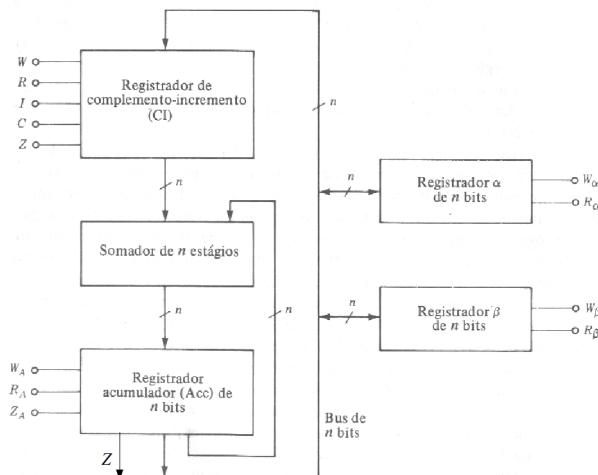 W
R
I
C
Z
Registrador de
complemento-incremento
(CI)
n
n
Somador de n estágios
n
n
W_A
R_A
Z_A
Registrador
acumulador (Acc) de
n bits
Z
Bus de
n bits
n
Registrador α
de n bits
W_α
R_α
n
Registrador β
de n bits
W_β
R_β